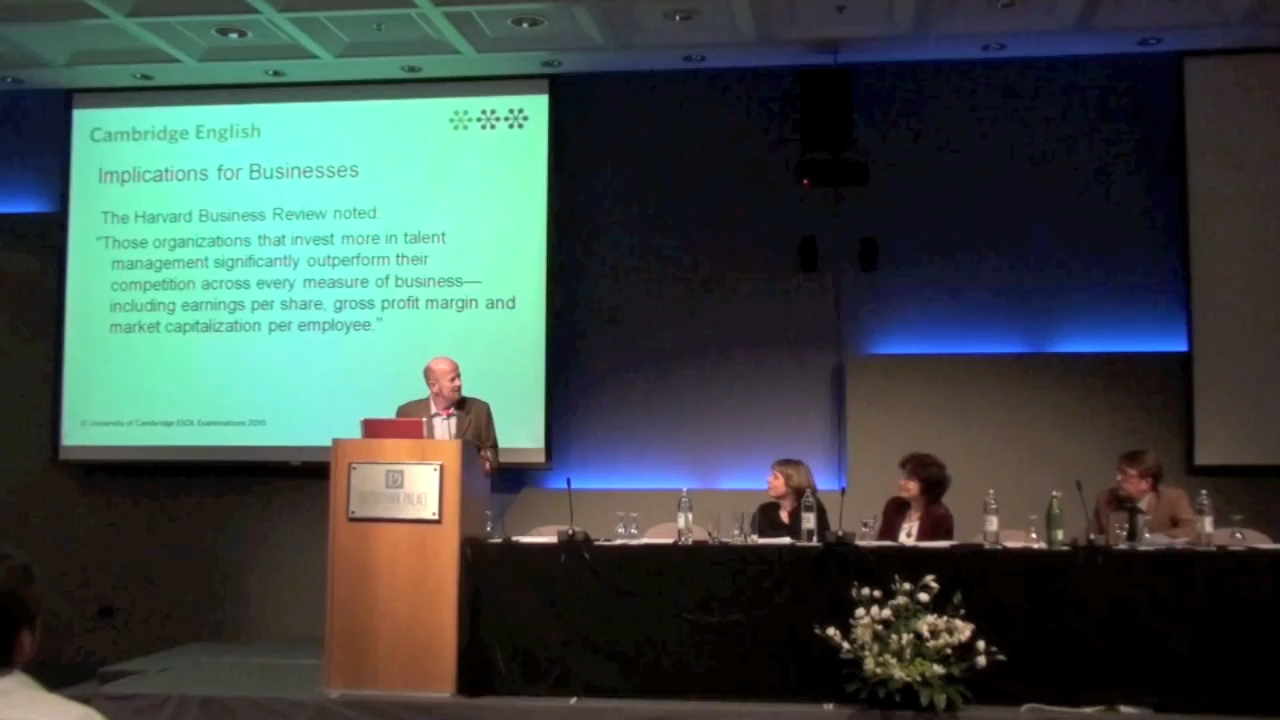 Cambridge English
Implications for Businesses
The Harvard Business Review noted:
“Those organizations that invest more in talent
management significantly outperform their
competition across every measure of business—
including earnings per share, gross profit margin and
market capitalization per employee.”
© University of Cambridge ESOL Examinations 2010
PALACE